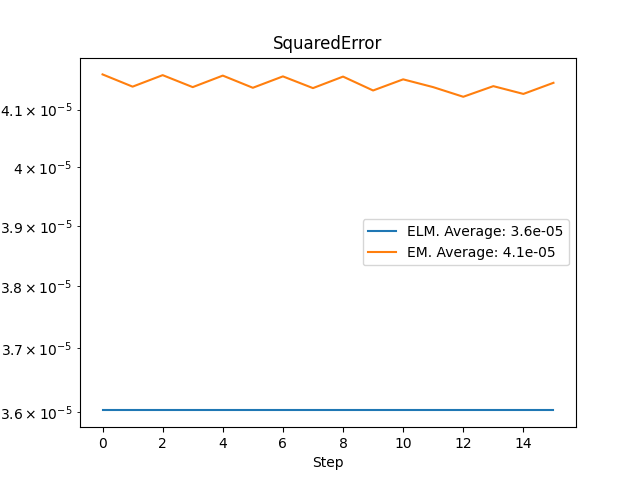 SquaredError
4.1 × 10⁻⁵
4 × 10⁻⁵
3.9 × 10⁻⁵
3.8 × 10⁻⁵
3.7 × 10⁻⁵
3.6 × 10⁻⁵
ELM. Average: 3.6e-05
EM. Average: 4.1e-05
0 2 4 6 8 10 12 14
Step